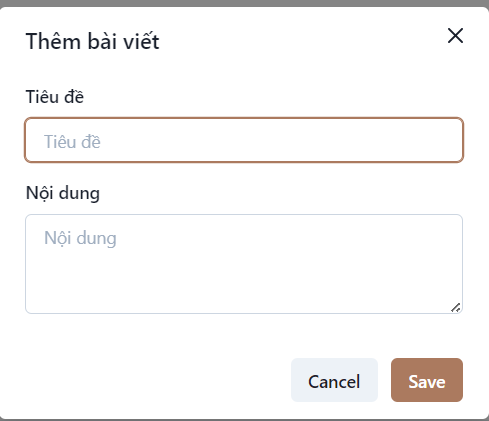 Thêm bài viết
Tiêu đề
Tiêu đề
Nội dung
Nội dung
Cancel Save